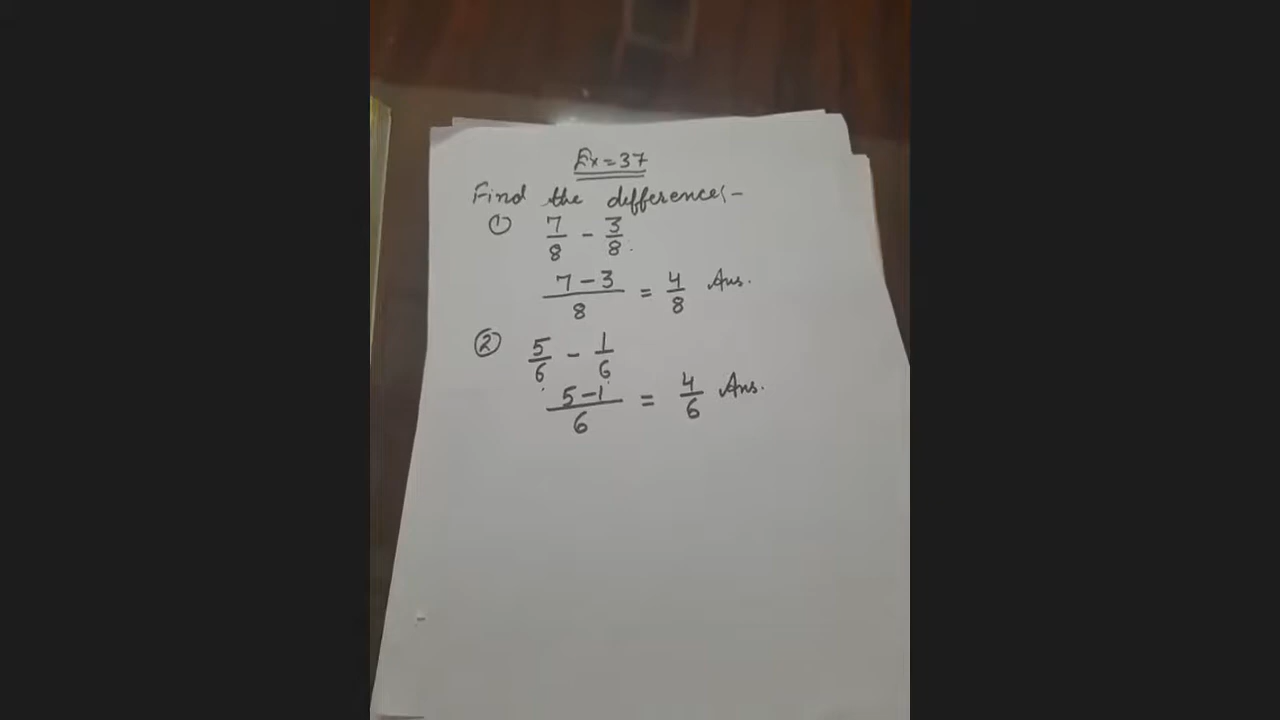 Ex = 37
Find the difference:-
① 7/8 - 3/8
7-3/8 = 4/8 Ans.
② 5/6 - 1/6
5-1/6 = 4/6 Ans.